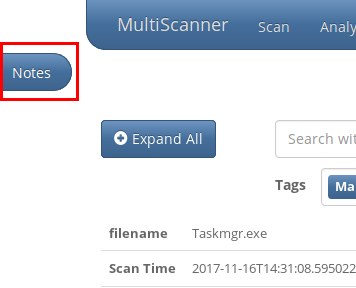 MultiScanner Scan Analy
Notes
Expand All Search wit
Tags Ma
filename Taskmgr.exe
Scan Time 2017-11-16T14:31:08.595022